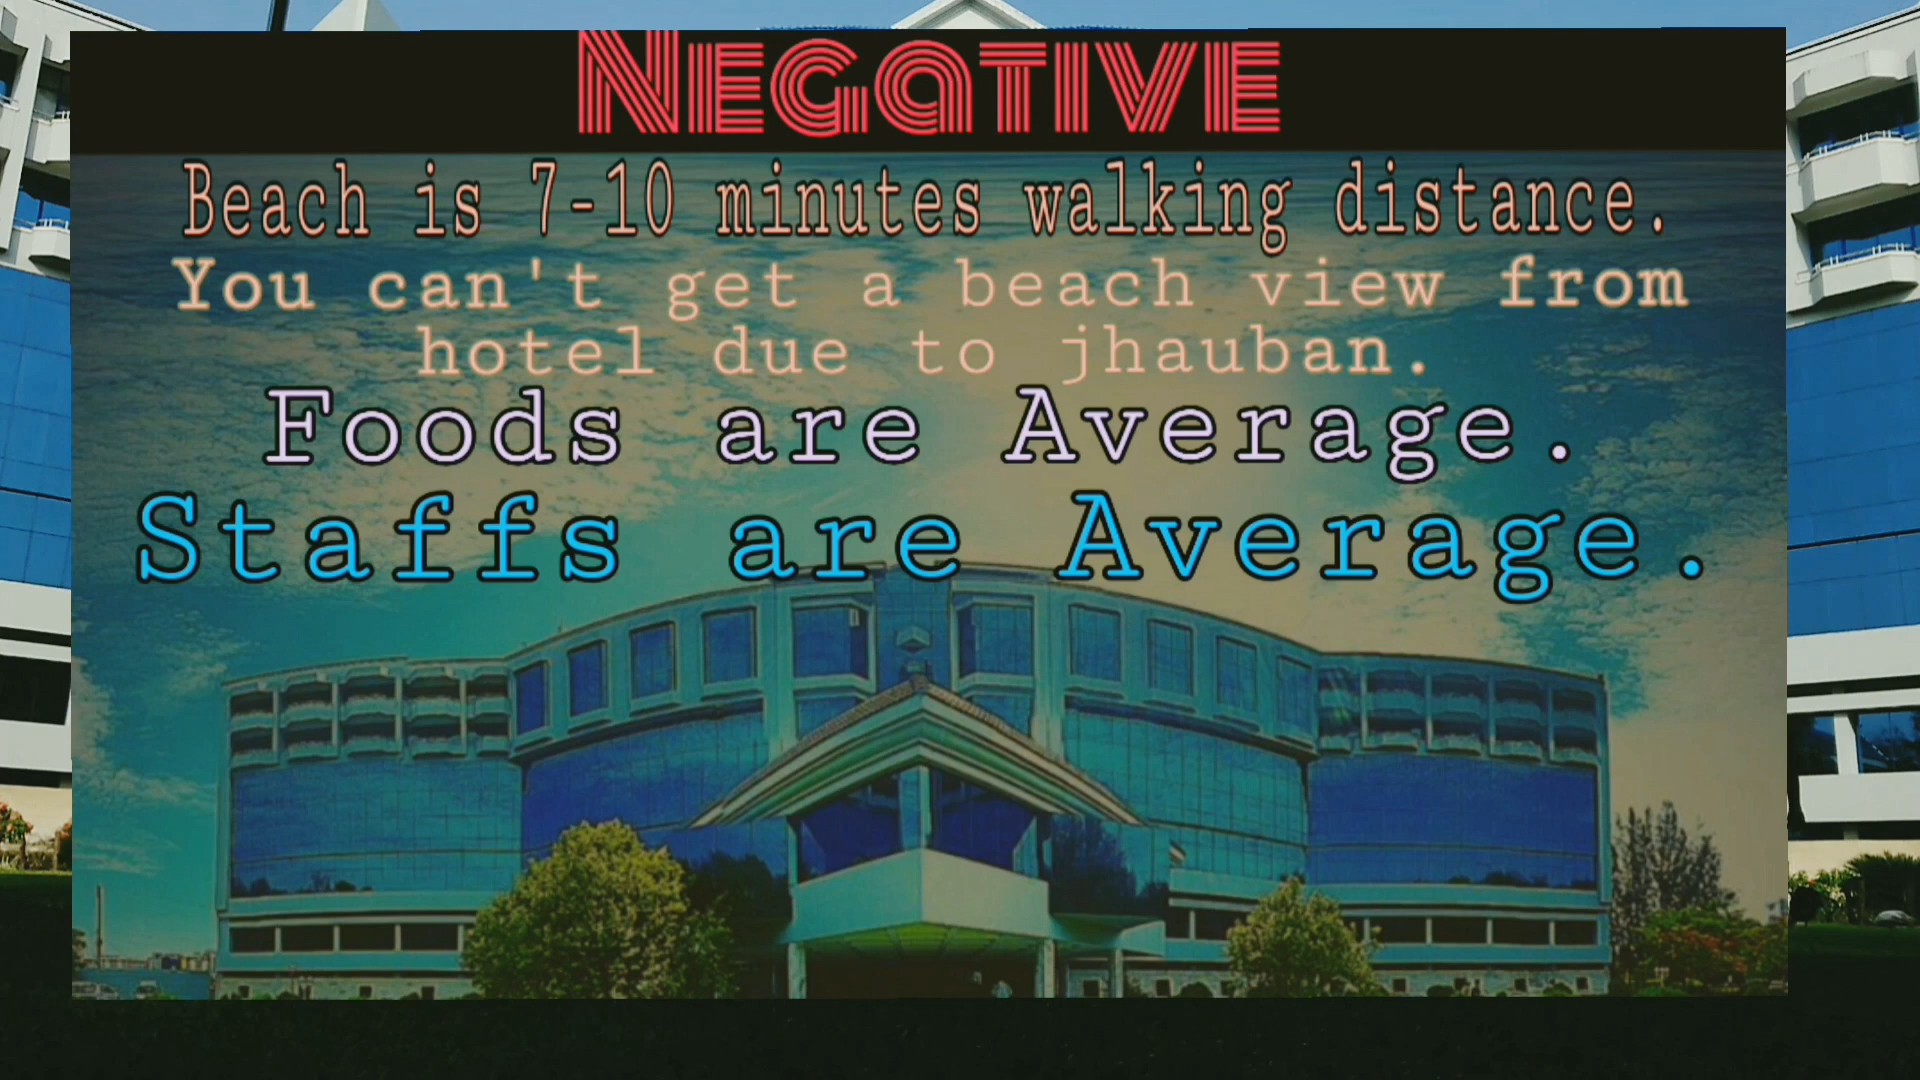 Negative
Beach is 7-10 minutes walking distance.
You can't get a beach view from
hotel due to jhauban.
Foods are Average.
Staffs are Average.